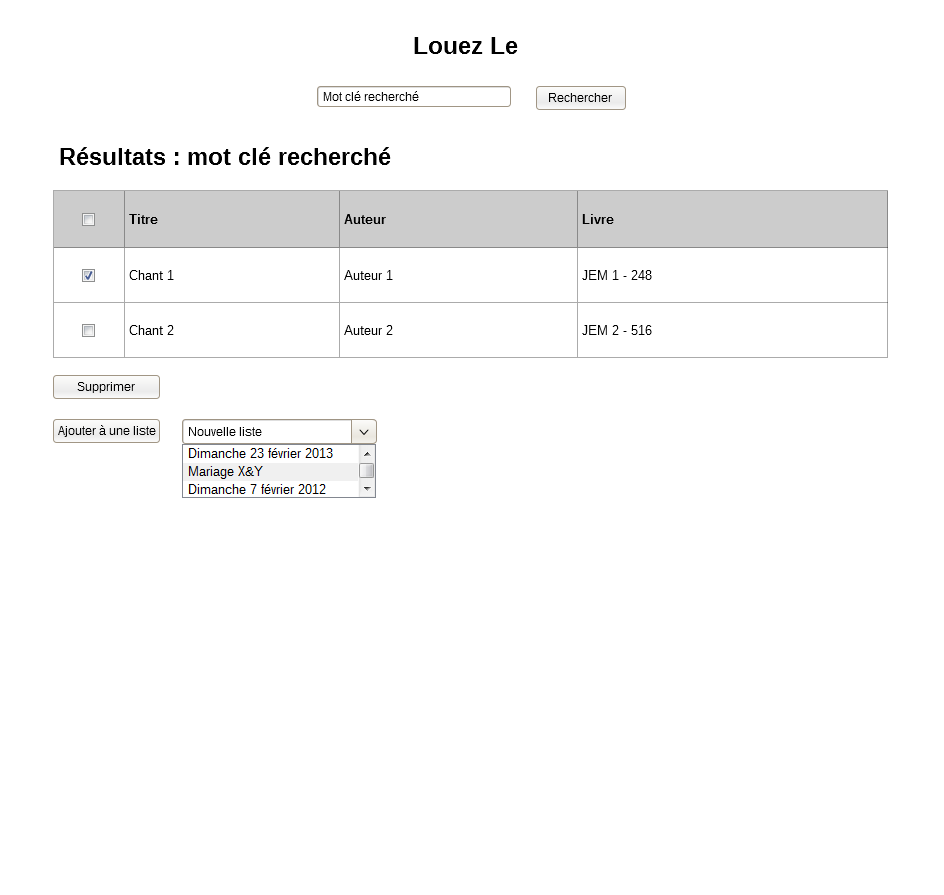 Louez Le
Mot clé recherché Rechercher
Résultats : mot clé recherché
Titre Auteur Livre
Chant 1 Auteur 1 JEM 1 - 248
Chant 2 Auteur 2 JEM 2 - 516
Supprimer
Ajouter à une liste Nouvelle liste
Dimanche 23 février 2013
Mariage X&Y
Dimanche 7 février 2012